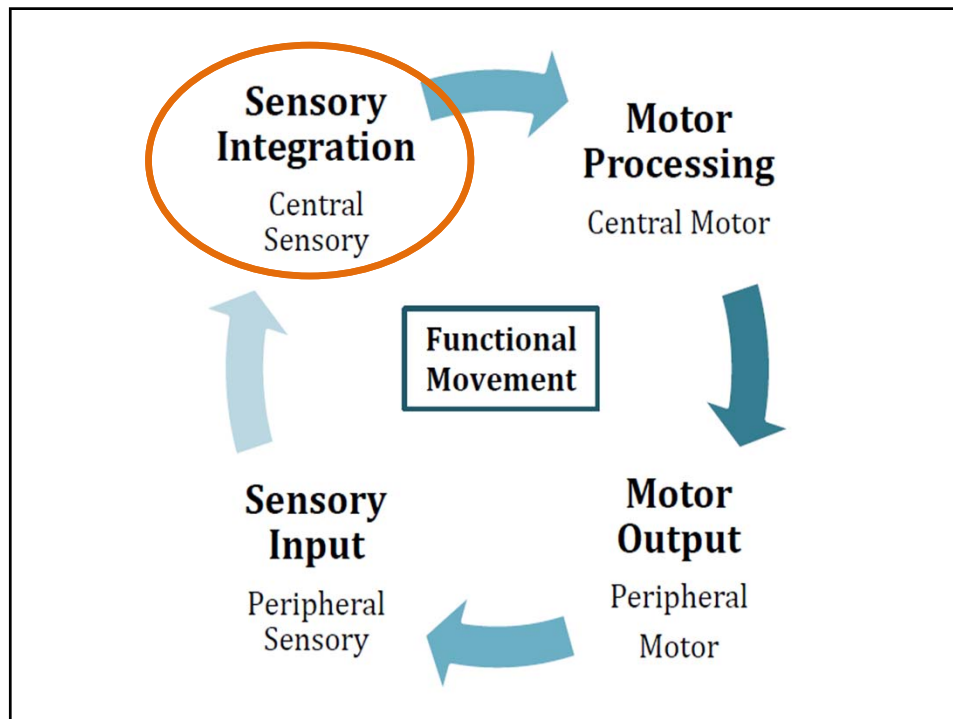 Sensory
Integration
Central
Sensory
Motor
Processing
Central Motor
Functional
Movement
Sensory
Input
Peripheral
Sensory
Motor
Output
Peripheral
Motor